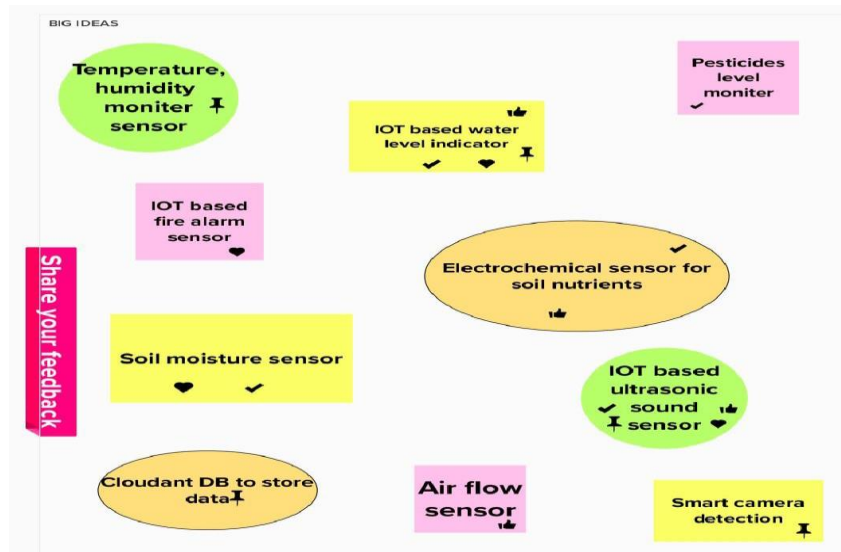 BIG IDEAS
Temperature,
humidity
moniter
sensor
Pesticides
level
moniter
IOT based water
level indicator
IOT based
fire alarm
sensor
Electrochemical sensor for
soil nutrients
Share your feedback
Soil moisture sensor
IOT based
ultrasonic
sound
sensor
Cloudant DB to store
data
Air flow
sensor
Smart camera
detection